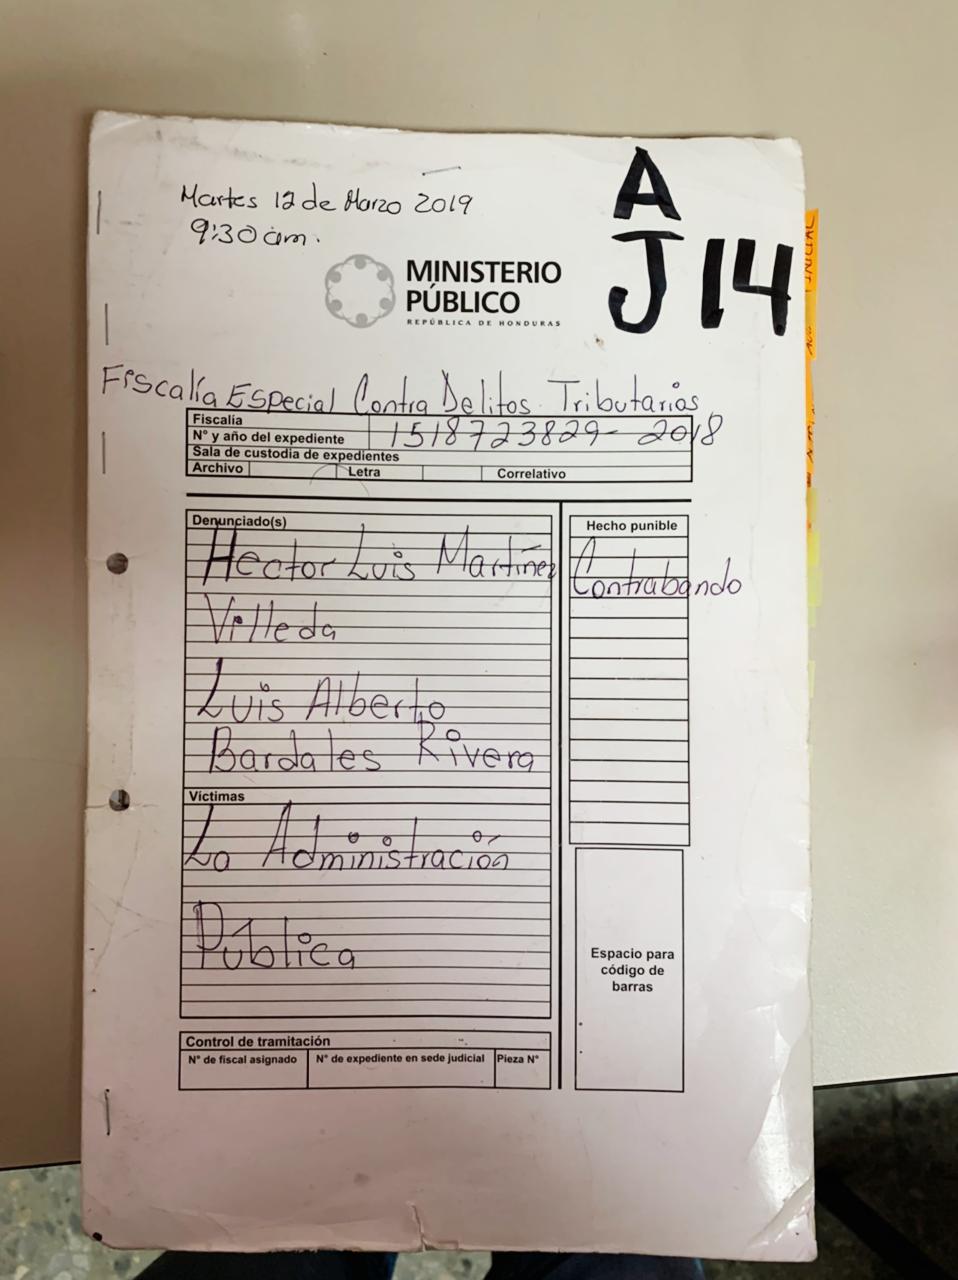 A
Martes 12 de Marzo 2019
9:30 am.
J14
MINISTERIO
PÚBLICO
REPÚBLICA DE HONDURAS
Fiscalía Especial Contra Delitos Tributarios
Fiscalía
N° y año del expediente 1518723829-2018
Sala de custodia de expedientes
Archivo Letra Correlativo
Denunciado(s)
Hector Luis Martínez
Villeda
Luis Alberto
Bardales Rivera
Hecho punible
Contrabando
Víctimas
La Administración
Pública
Espacio para
código de
barras
Control de tramitación
N° de fiscal asignado N° de expediente en sede judicial Pieza N°
INICIAL